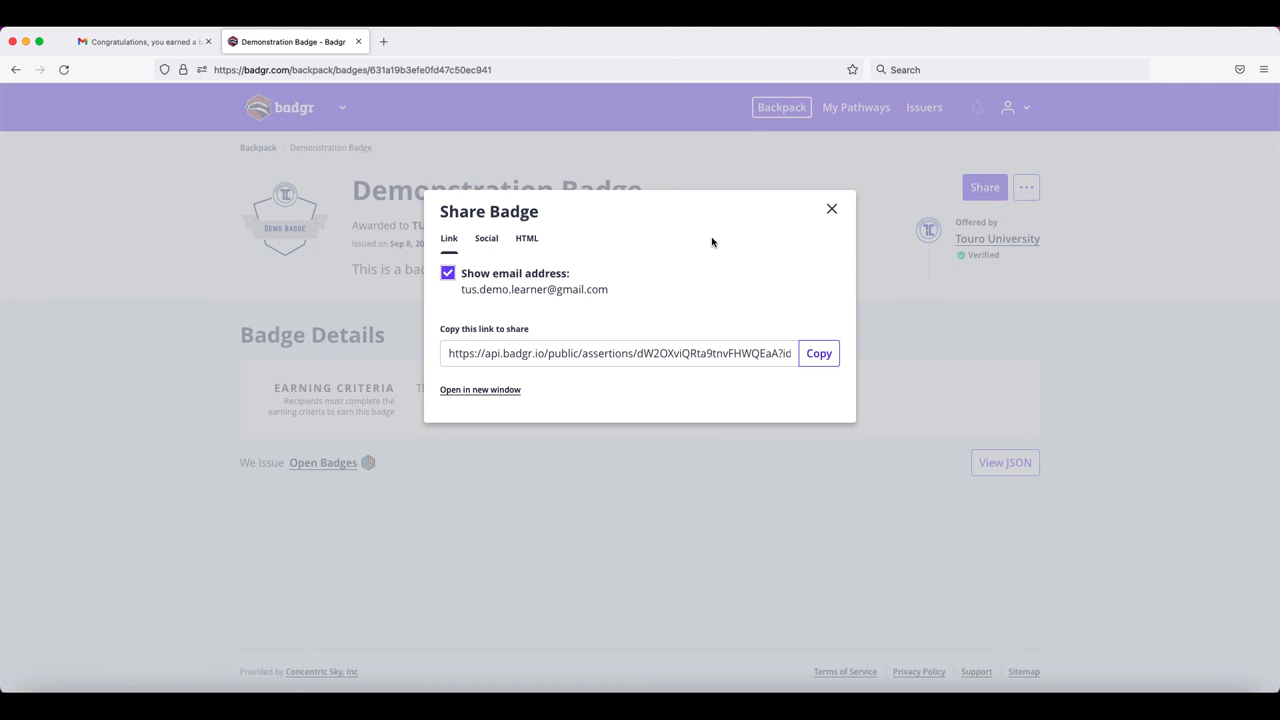 Congratulations, you earned a b
Demonstration Badge - Badgr
https://badgr.com/backpack/badges/631a19b3efe0fd47c50ec941
Search
badgr
Backpack
My Pathways
Issuers
Backpack
Demonstration Badge
Demonstration Badge
DEMO BADGE
Awarded to TU
Issued on Sep 8, 20
This is a bad
Share
Offered by
Touro University
Verified
Share Badge
Link
Social
HTML
Show email address:
tus.demo.learner@gmail.com
Copy this link to share
https://api.badgr.io/public/assertions/dW2OXviQRta9tnvFHWQEaA?id
Copy
Open in new window
Badge Details
EARNING CRITERIA
Recipients must complete the
earning criteria to earn this badge
We Issue Open Badges
View JSON
Provided by Concentric Sky, Inc
Terms of Service
Privacy Policy
Support
Sitemap